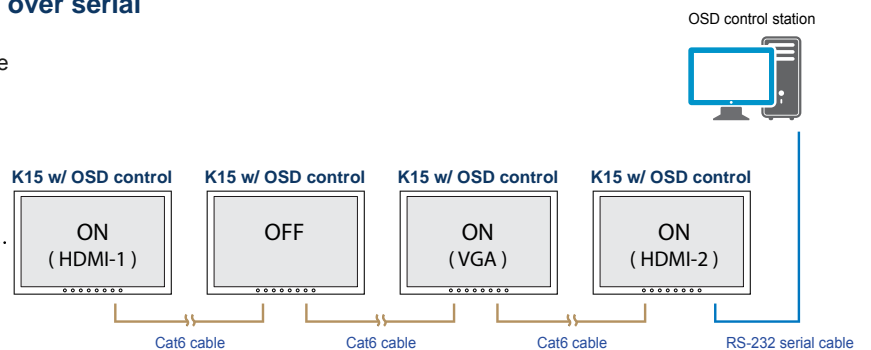 over serial
OSD control station
e
K15 w/ OSD control K15 w/ OSD control K15 w/ OSD control K15 w/ OSD control
.
ON
( HDMI-1 )
OFF
ON
( VGA )
ON
( HDMI-2 )
Cat6 cable Cat6 cable Cat6 cable RS-232 serial cable